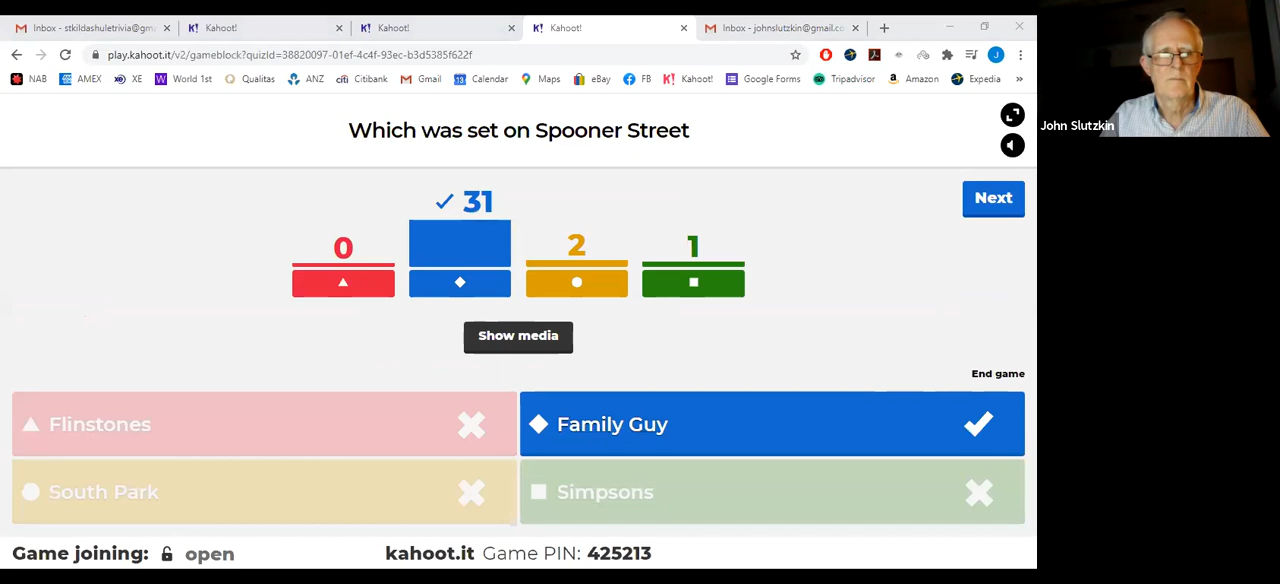 Inbox - stkildashuletrivia@gma
Kahoot!
Kahoot!
Kahoot!
Inbox - johnslutzkin@gmail.co
play.kahoot.it/v2/gameblock?quizId=38820097-01ef-4c4f-93ec-b3d5385f622f
J
NAB AMEX XE World 1st Qualitas ANZ Citibank Gmail Calendar Maps eBay FB Kahoot! Google Forms Tripadvisor Amazon Expedia »
John Slutzkin
Which was set on Spooner Street
Next
31
0
2
1
Show media
End game
Flinstones
Family Guy
South Park
Simpsons
Game joining: open kahoot.it Game PIN: 425213